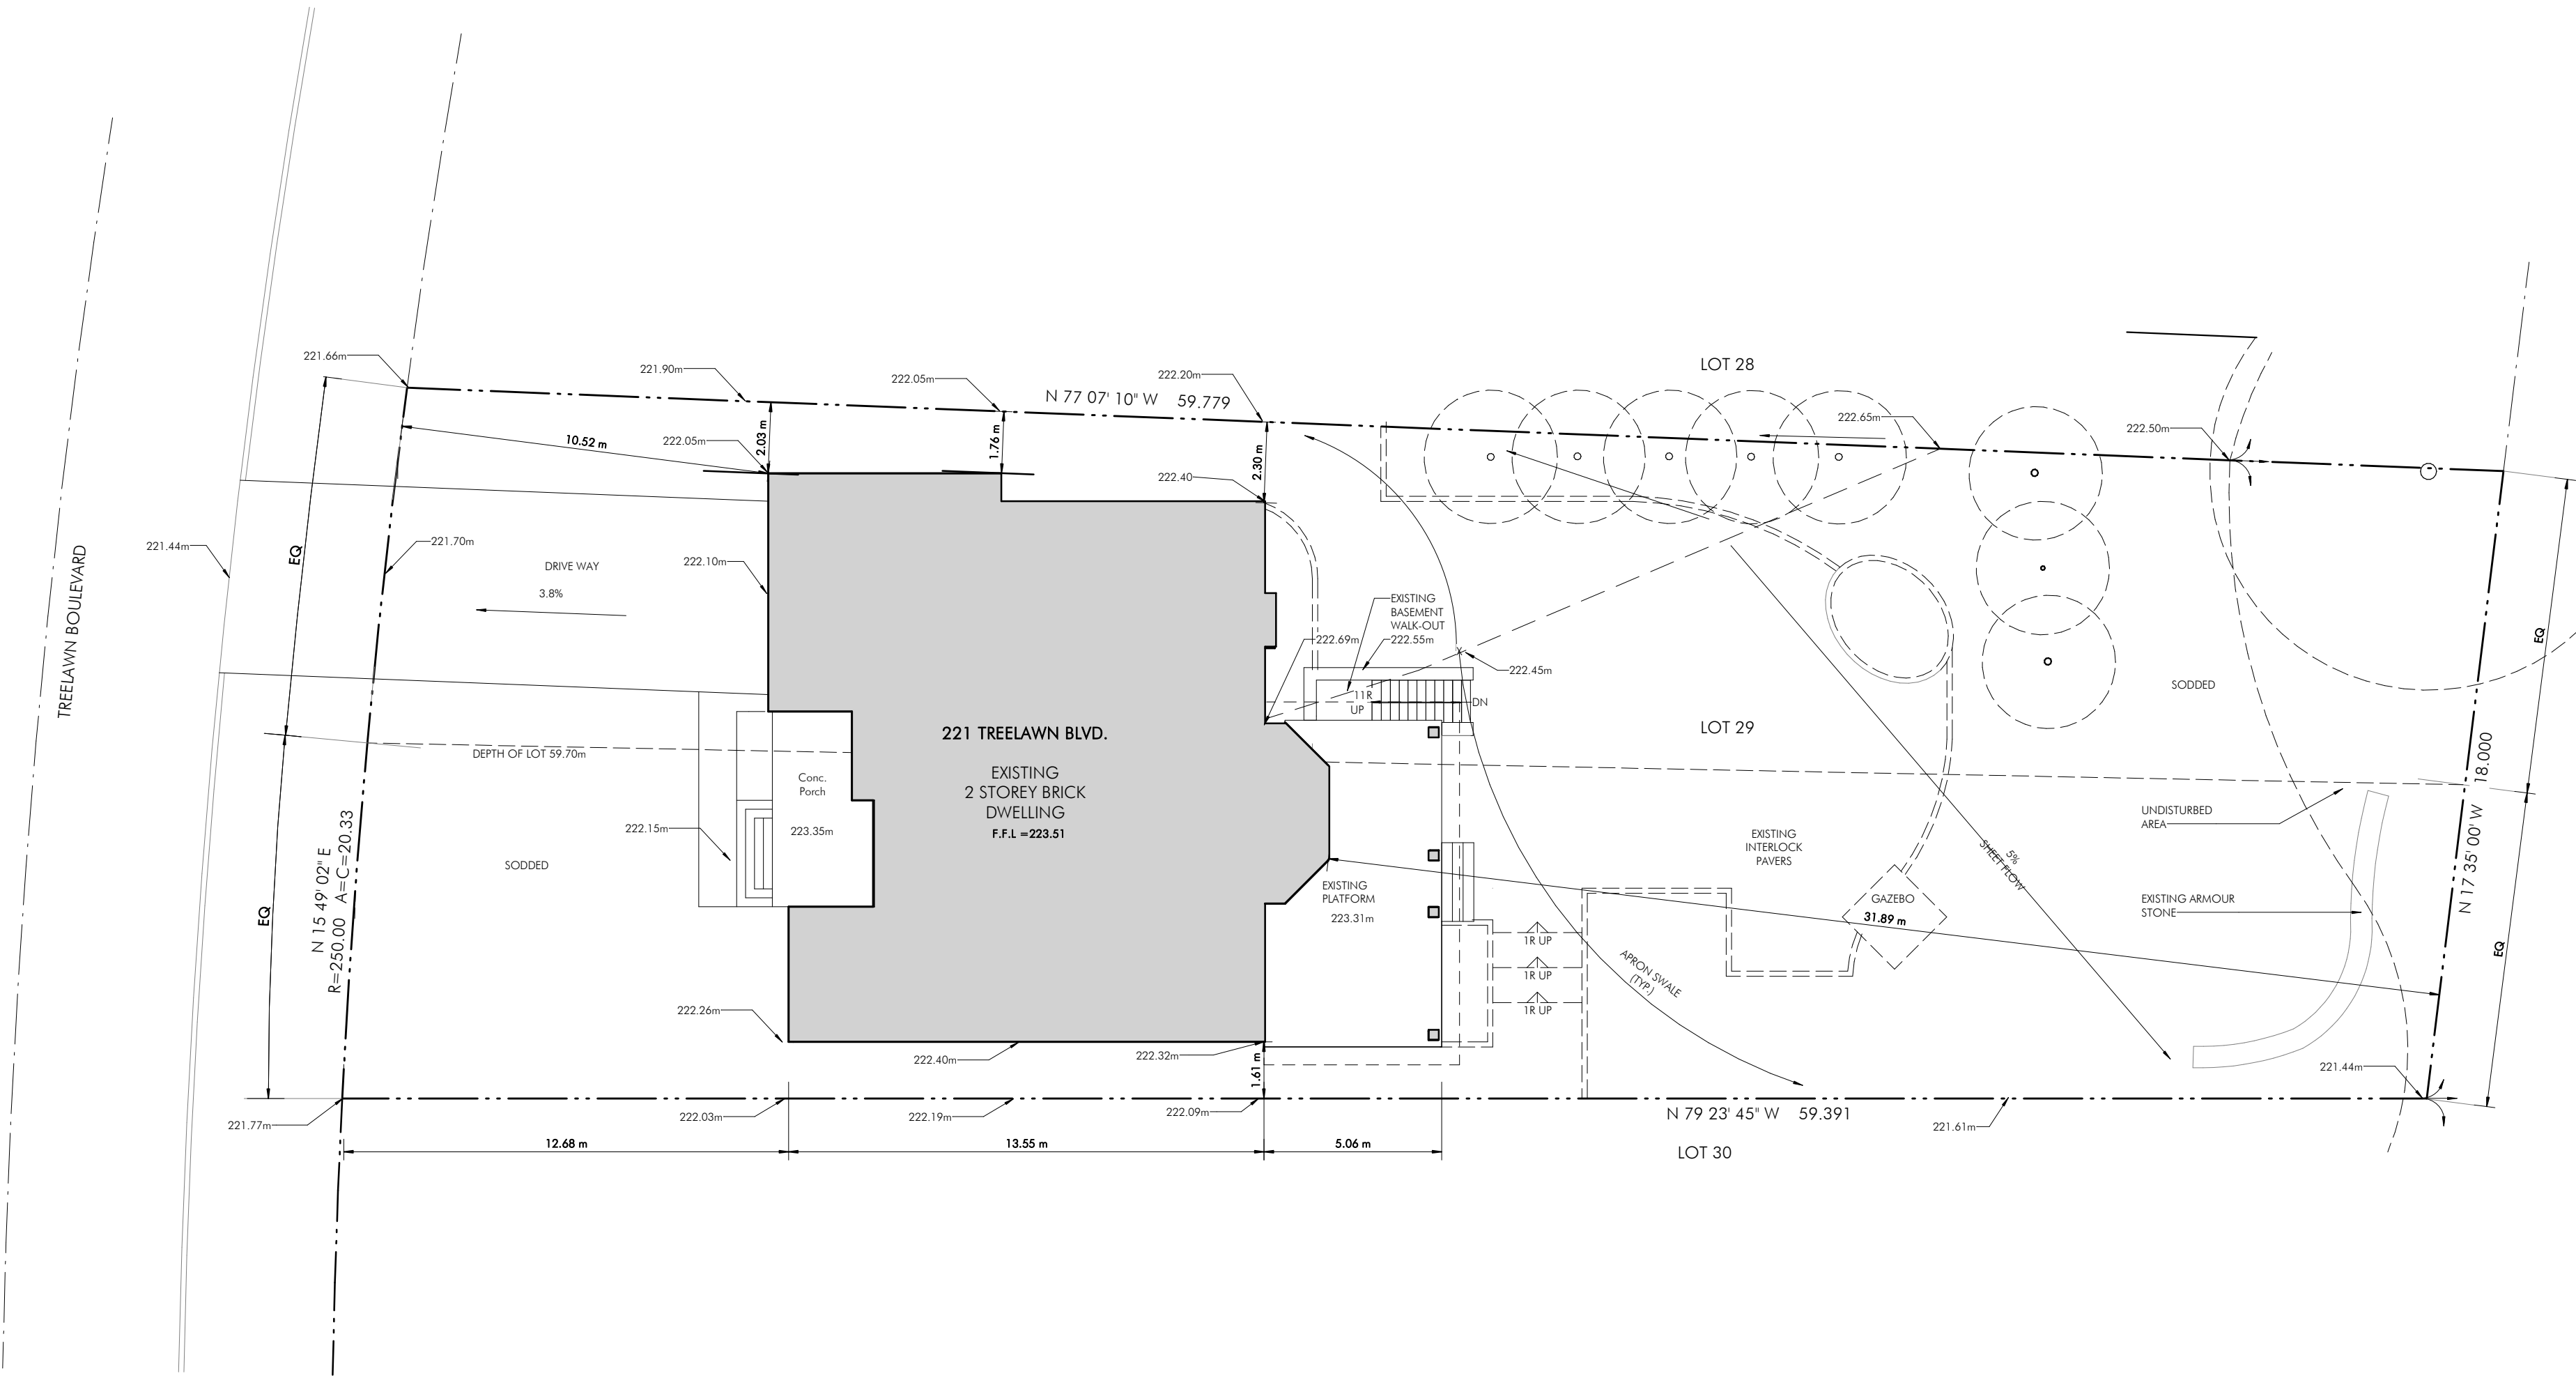 LOT 28
221.66m
221.90m
222.05m
222.20m
N 77 07' 10" W 59.779
222.65m
222.50m
10.52 m
222.05m
2.03 m
1.76 m
2.30 m
222.40
TREELAWN BOULEVARD
221.44m
EQ
221.70m
DRIVE WAY
3.8%
222.10m
EXISTING
BASEMENT
WALK-OUT
222.69m
222.55m
222.45m
11R
UP
DN
SODDED
EQ
LOT 29
DEPTH OF LOT 59.70m
221 TREELAWN BLVD.
EXISTING
2 STOREY BRICK
DWELLING
F.F.L =223.51
Conc.
Porch
223.35m
222.15m
SODDED
N 15 49' 02" E
R=250.00 A=C=20.33
EQ
EXISTING
PLATFORM
223.31m
EXISTING
INTERLOCK
PAVERS
5%
SHEET FLOW
GAZEBO
31.89 m
UNDISTURBED
AREA
EXISTING ARMOUR
STONE
N 17 35' 00' W 18.000
EQ
1R UP
1R UP
1R UP
APRON SWALE
(TYP.)
222.26m
222.40m
222.32m
1.61 m
221.44m
221.77m
222.03m
222.19m
222.09m
N 79 23' 45" W 59.391
221.61m
12.68 m
13.55 m
5.06 m
LOT 30